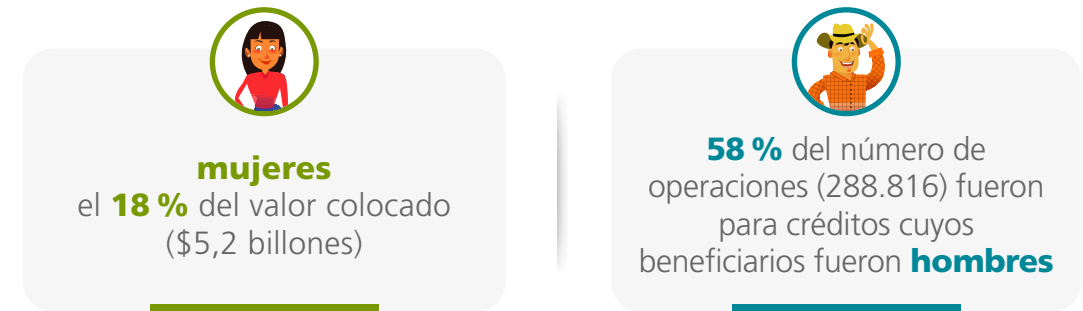 mujeres
el 18 % del valor colocado
($5,2 billones)
58 % del número de
operaciones (288.816) fueron
para créditos cuyos
beneficiarios fueron hombres